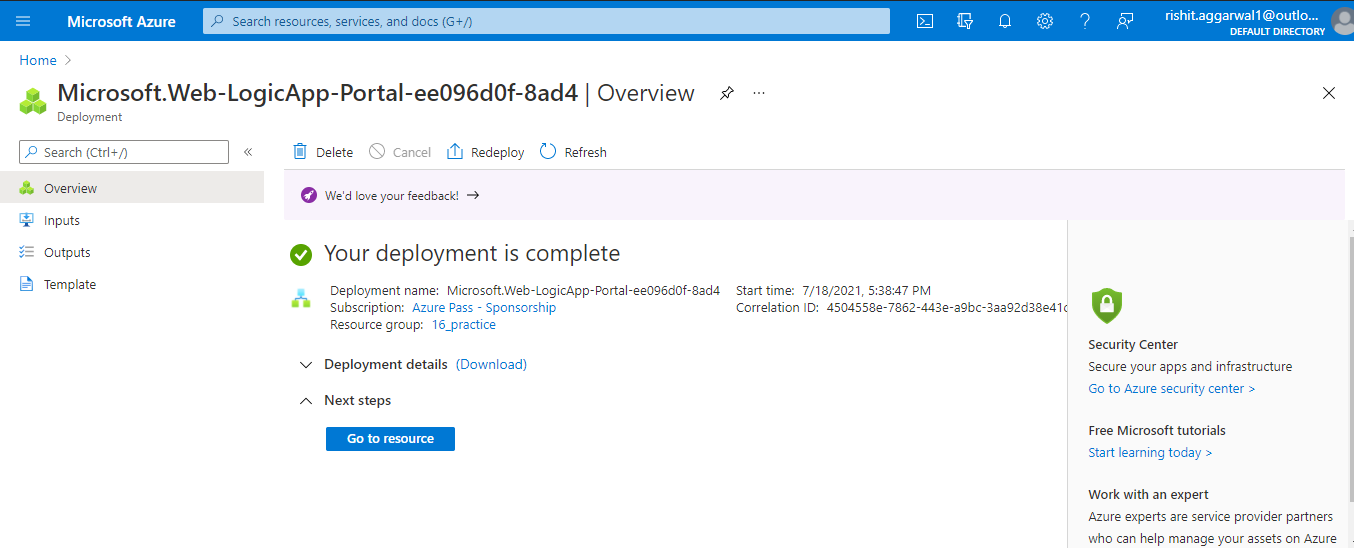 Microsoft Azure
Search resources, services, and docs (G+/)
rishit.aggarwal1@outlo...
DEFAULT DIRECTORY
Home
Microsoft.Web-LogicApp-Portal-ee096d0f-8ad4 | Overview
Deployment
Search (Ctrl+/)
Overview
Inputs
Outputs
Template
Delete
Cancel
Redeploy
Refresh
We'd love your feedback! →
Your deployment is complete
Deployment name: Microsoft.Web-LogicApp-Portal-ee096d0f-8ad4
Subscription: Azure Pass - Sponsorship
Resource group: 16_practice
Start time: 7/18/2021, 5:38:47 PM
Correlation ID: 4504558e-7862-443e-a9bc-3aa92d38e41c
Deployment details (Download)
Next steps
Go to resource
Security Center
Secure your apps and infrastructure
Go to Azure security center >
Free Microsoft tutorials
Start learning today >
Work with an expert
Azure experts are service provider partners
who can help manage your assets on Azure